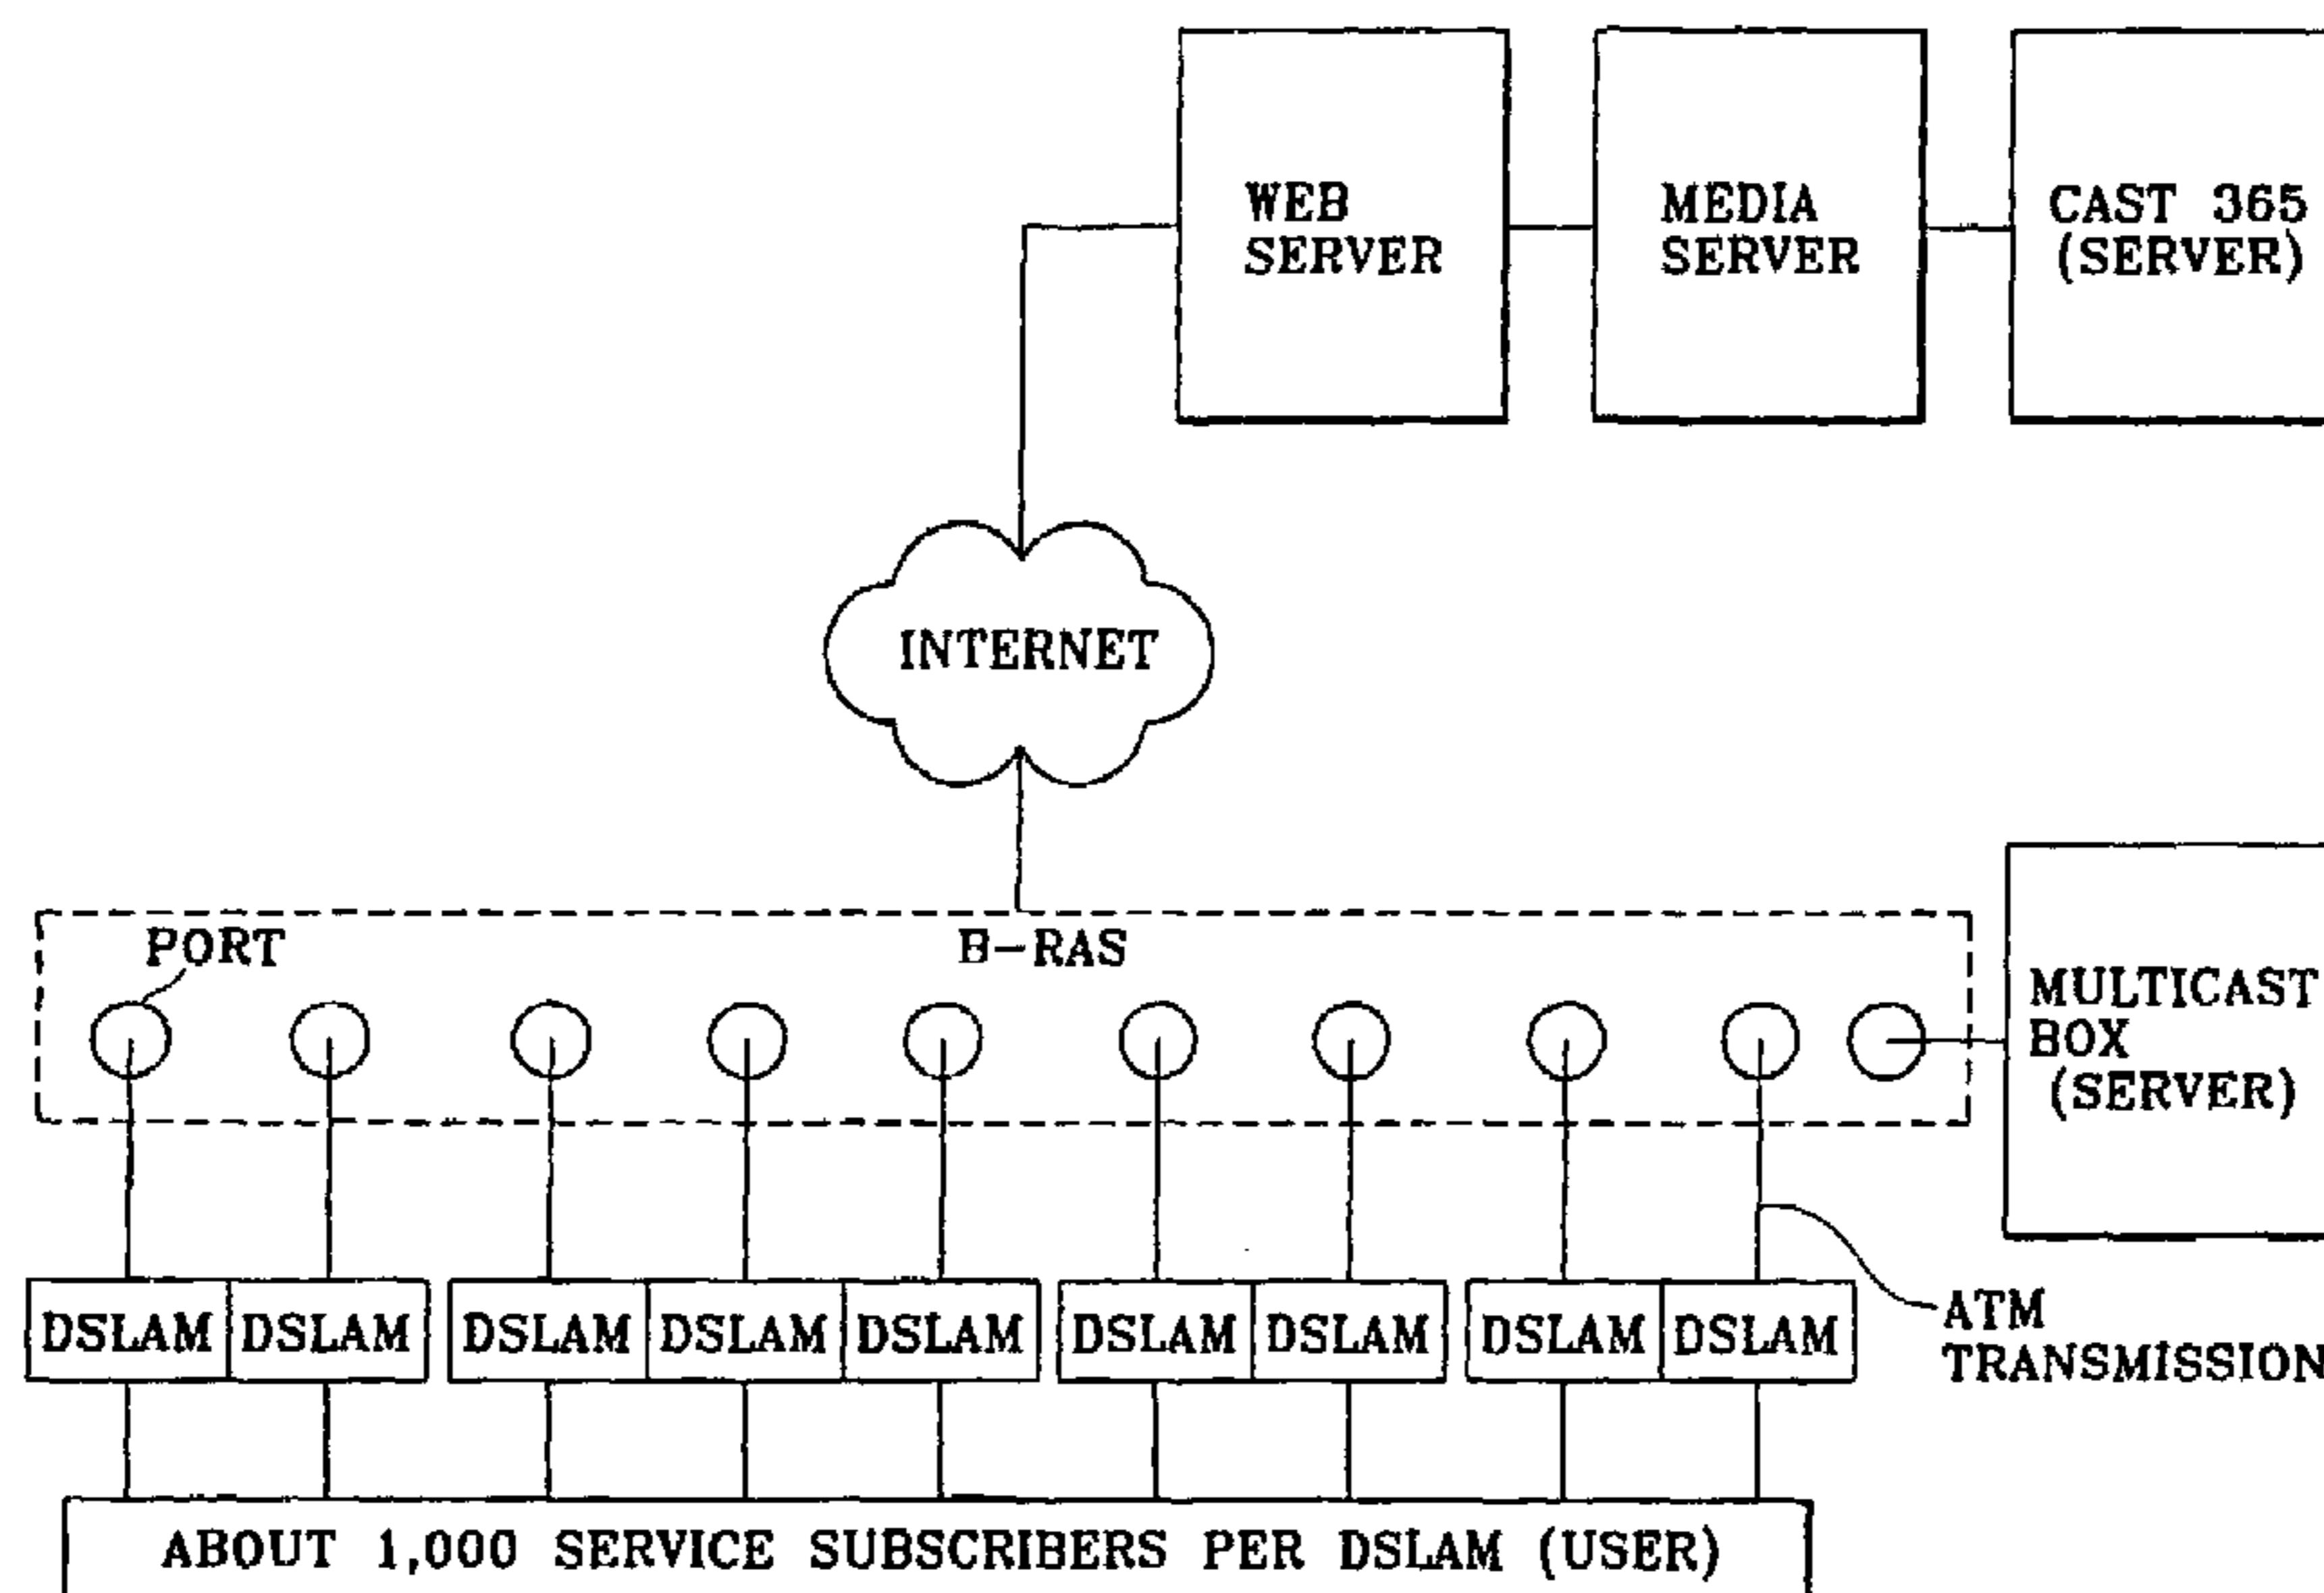 WEB
SERVER
MEDIA
SERVER
CAST 365
(SERVER)
INTERNET
PORT
B-RAS
MULTICAST
BOX
(SERVER)
DSLAM DSLAM DSLAM DSLAM DSLAM DSLAM DSLAM DSLAM DSLAM
ATM
TRANSMISSION
ABOUT 1,000 SERVICE SUBSCRIBERS PER DSLAM (USER)